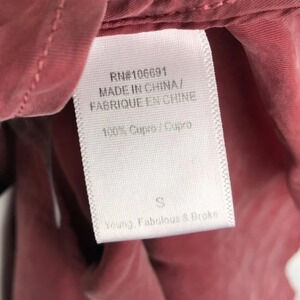 RN#106691
MADE IN CHINA/
FABRIQUE EN CHINE
100% Cupro / Cupro
S
Young, Fabulous & Broke